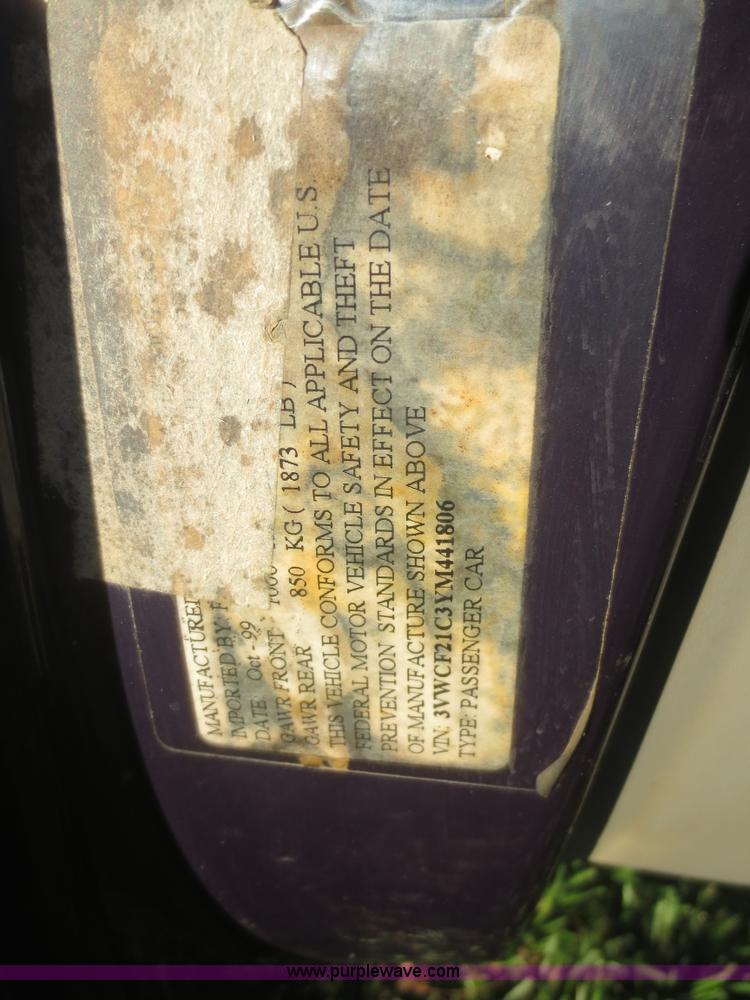 MANUFACTURED
IMPORTED BY
DATE Oct-99
GAWR FRONT 1000
GAWR REAR 850 KG ( 1873 LB )
THIS VEHICLE CONFORMS TO ALL APPLICABLE U.S.
FEDERAL MOTOR VEHICLE SAFETY AND THEFT
PREVENTION STANDARDS IN EFFECT ON THE DATE
OF MANUFACTURE SHOWN ABOVE
VIN: 3VWCF21C3YM441806
TYPE: PASSENGER CAR
www.purplewave.com